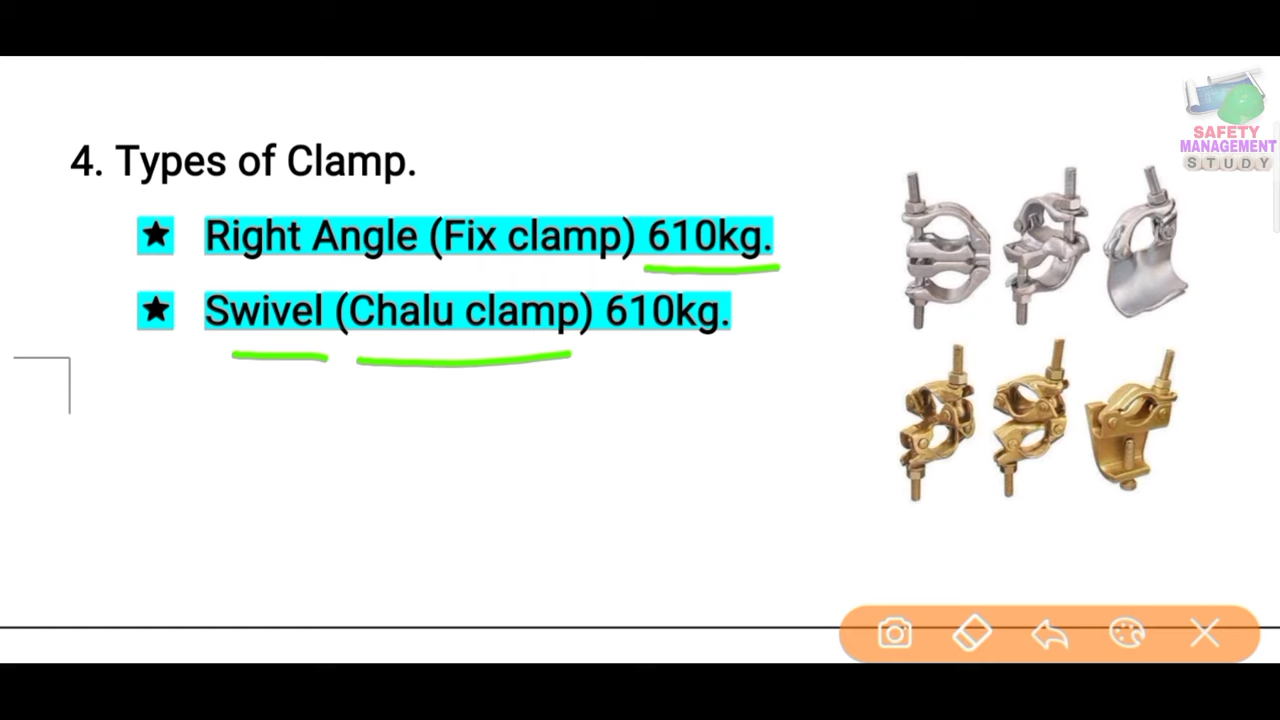 SAFETY
MANAGEMENT
STUDY
4. Types of Clamp.
★ Right Angle (Fix clamp) 610kg.
★ Swivel (Chalu clamp) 610kg.